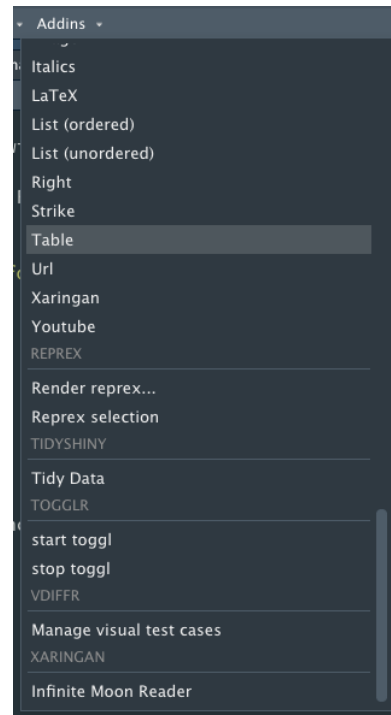 Addins
Italics
LaTeX
List (ordered)
List (unordered)
Right
Strike
Table
Url
Xaringan
Youtube
REPREX
Render reprex...
Reprex selection
TIDYSHINY
Tidy Data
TOGGLR
start toggl
stop toggl
VDIFFR
Manage visual test cases
XARINGAN
Infinite Moon Reader